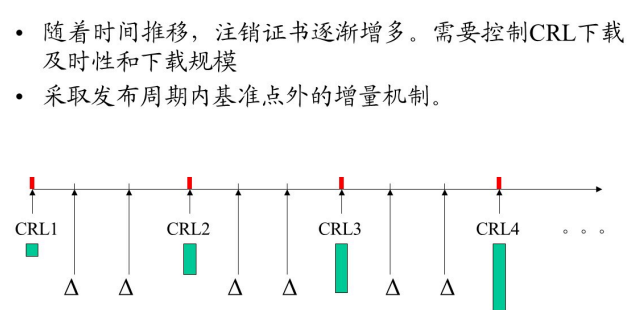 • 随着时间推移，注销证书逐渐增多。需要控制CRL下载
及时性和下载规模
• 采取发布周期内基准点外的增量机制。
CRL1 CRL2 CRL3 CRL4 。。。
Δ Δ Δ Δ Δ Δ